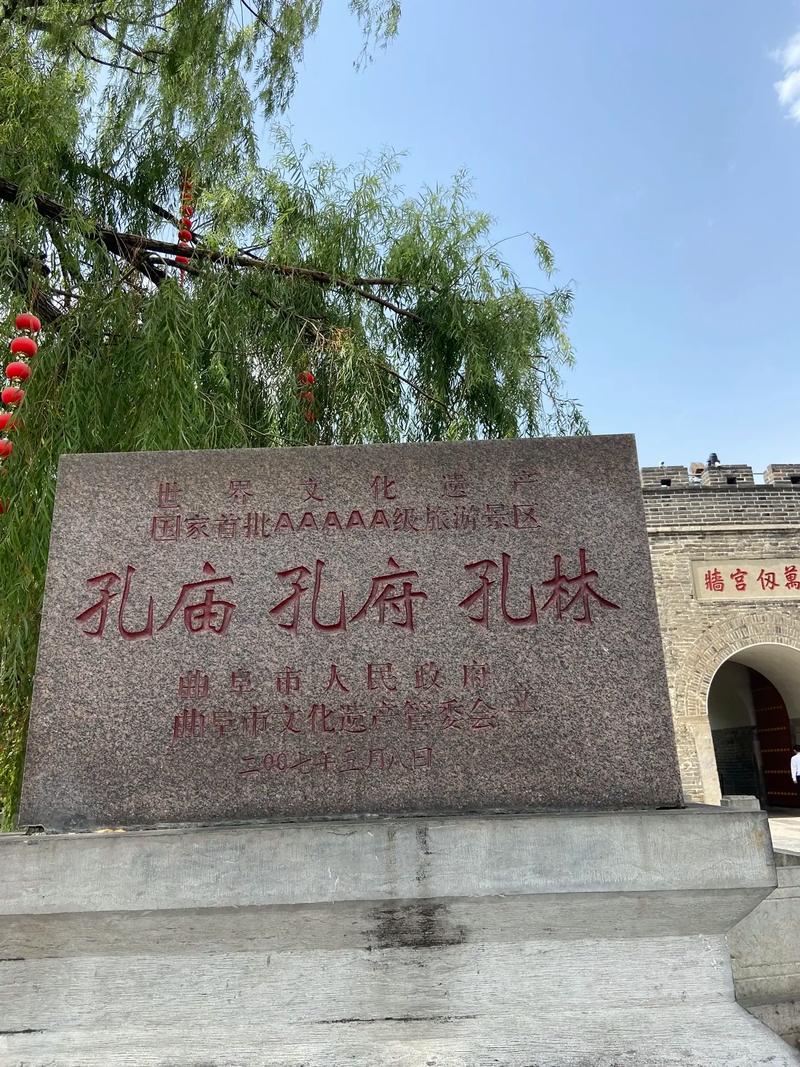 世界文化遗产
国家首批AAAAA级旅游景区
孔庙 孔府 孔林
曲阜市人民政府
曲阜市文化遗产管委会 立
二00七年三月八日
牆宫仞萬